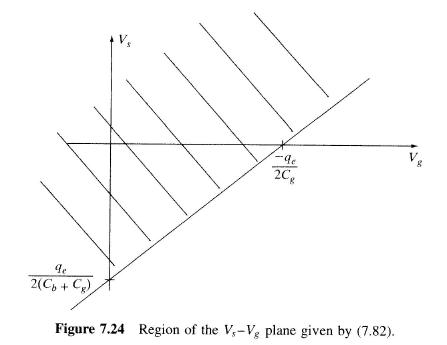 V_s
V_g
-q_e
2C_g
q_e
2(C_b + C_g)
Figure 7.24 Region of the V_s–V_g plane given by (7.82).